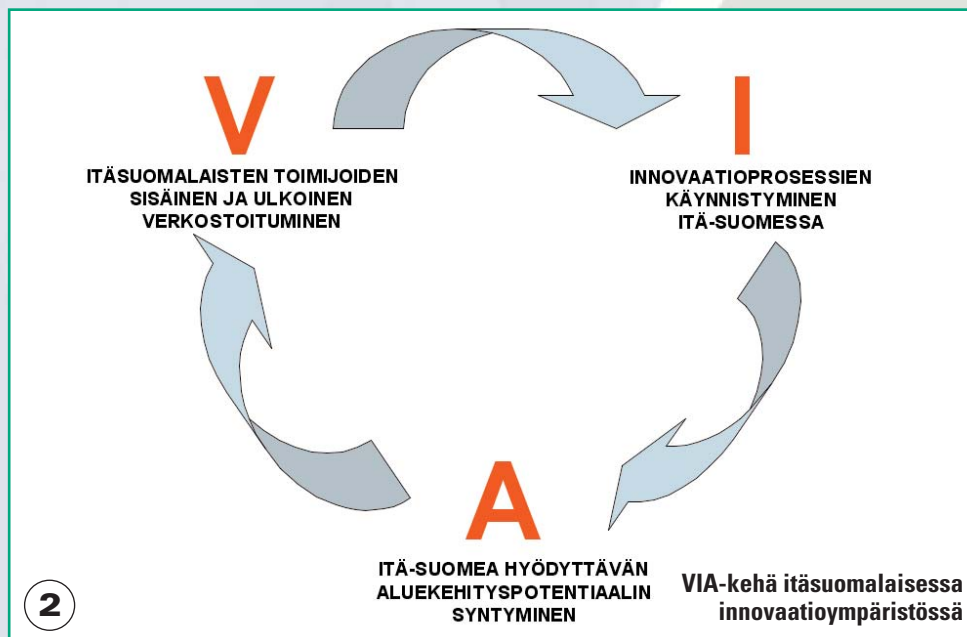 V
ITÄSUOMALAISTEN TOIMIJOIDEN
SISÄINEN JA ULKOINEN
VERKOSTOITUMINEN
I
INNOVAATIOPROSESSIEN
KÄYNNISTYMINEN
ITÄ-SUOMESSA
A
ITÄ-SUOMEA HYÖDYTTÄVÄN
ALUEKEHITYSPOTENTIAALIN
SYNTYMINEN
2
VIA-kehä itäsuomalaisessa
innovaatioympäristössä